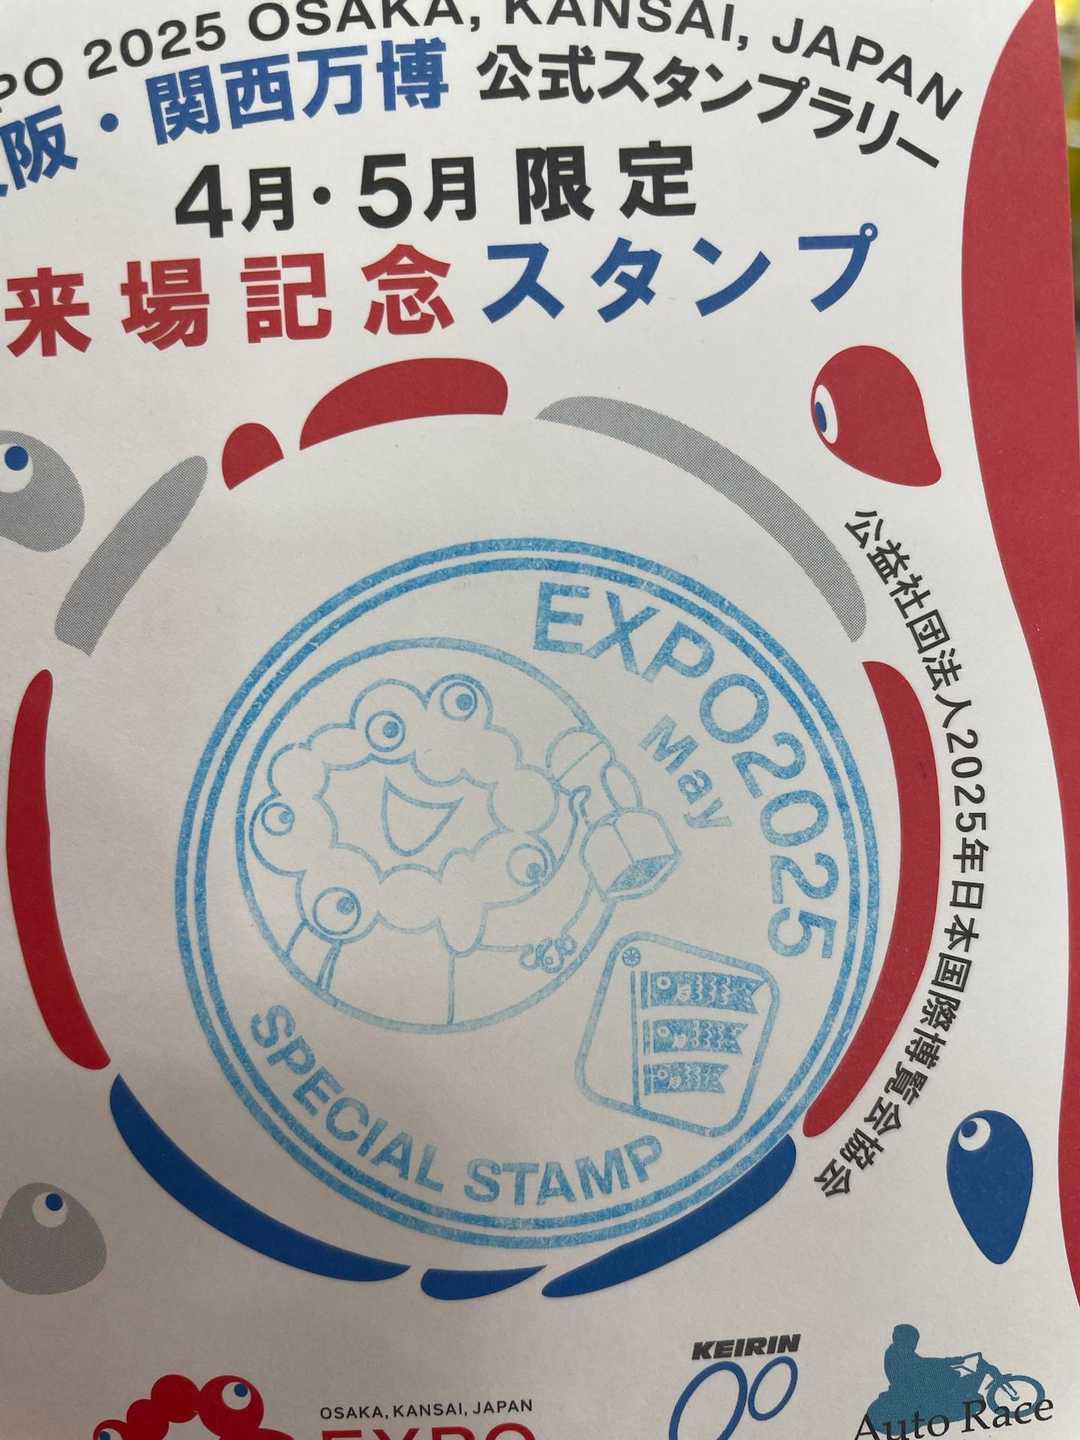 EXPO 2025 OSAKA, KANSAI, JAPAN
大阪・関西万博 公式スタンプラリー
4月・5月 限定
来場記念スタンプ
公益社団法人2025年日本国際博覧会協会
EXPO2025
May
SPECIAL STAMP
OSAKA, KANSAI, JAPAN
EXPO
KEIRIN
Auto Race